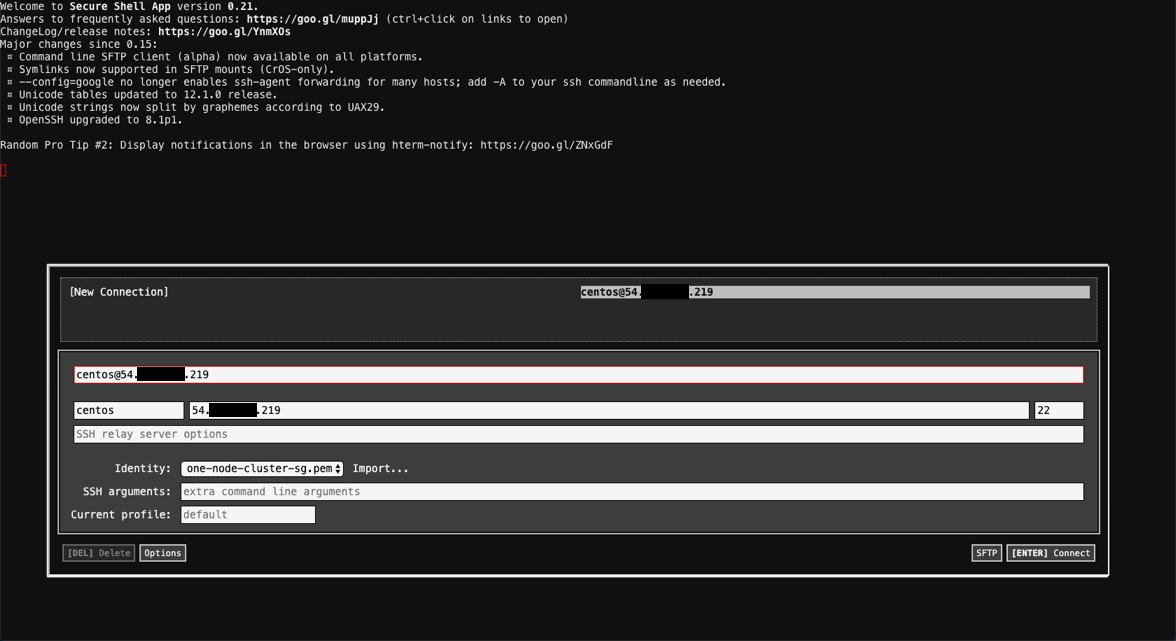 Welcome to Secure Shell App version 0.21.
Answers to frequently asked questions: https://goo.gl/muppJj (ctrl+click on links to open)
ChangeLog/release notes: https://goo.gl/YnmXOs
Major changes since 0.15:
¤ Command line SFTP client (alpha) now available on all platforms.
¤ Symlinks now supported in SFTP mounts (CrOS-only).
¤ --config=google no longer enables ssh-agent forwarding for many hosts; add -A to your ssh commandline as needed.
¤ Unicode tables updated to 12.1.0 release.
¤ Unicode strings now split by graphemes according to UAX29.
¤ OpenSSH upgraded to 8.1p1.
Random Pro Tip #2: Display notifications in the browser using hterm-notify: https://goo.gl/ZNxGdF
[New Connection] centos@54. .219
centos@54. .219
centos 54. .219 22
SSH relay server options
Identity: one-node-cluster-sg.pem Import...
SSH arguments: extra command line arguments
Current profile: default
[DEL] Delete Options SFTP [ENTER] Connect